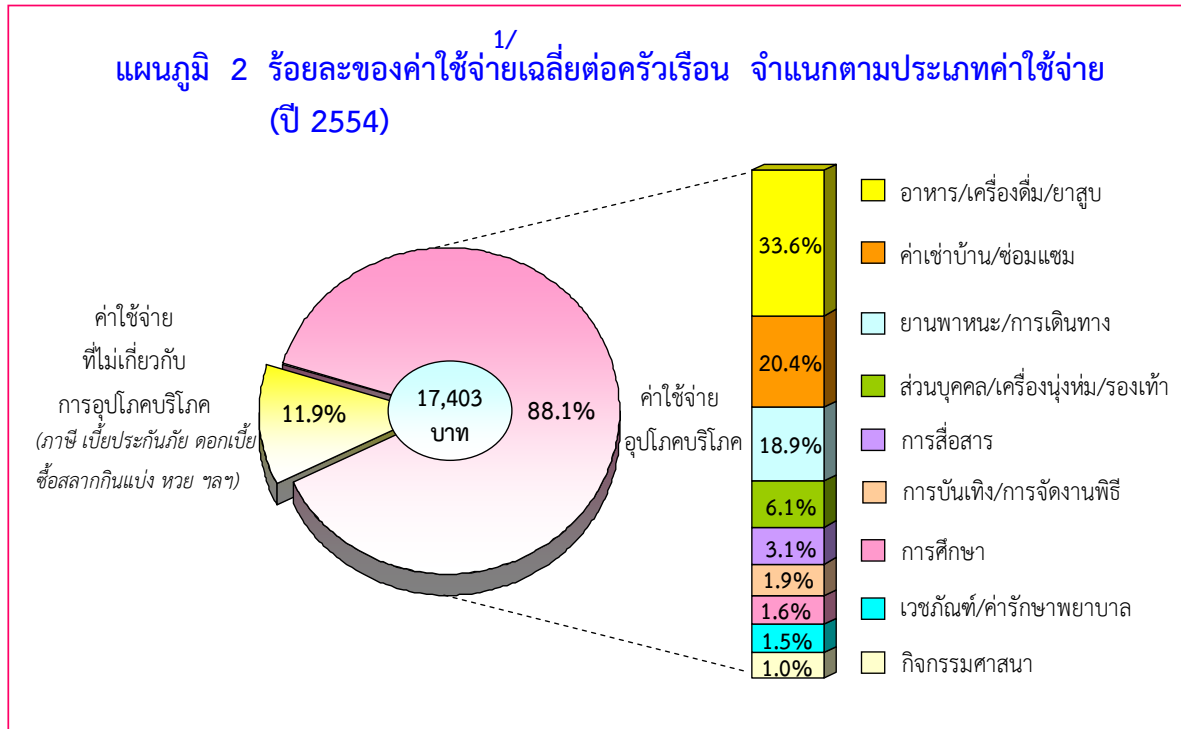 1/
แผนภูมิ 2 ร้อยละของค่าใช้จ่ายเฉลี่ยต่อครัวเรือน จำแนกตามประเภทค่าใช้จ่าย
(ปี 2554)
ค่าใช้จ่าย
ที่ไม่เกี่ยวกับ
การอุปโภคบริโภค
(ภาษี เบี้ยประกันภัย ดอกเบี้ย
ซื้อสลากกินแบ่ง หวย ฯลฯ)
11.9%
17,403
บาท
88.1%
ค่าใช้จ่าย
อุปโภคบริโภค
33.6%
20.4%
18.9%
6.1%
3.1%
1.9%
1.6%
1.5%
1.0%
อาหาร/เครื่องดื่ม/ยาสูบ
ค่าเช่าบ้าน/ซ่อมแซม
ยานพาหนะ/การเดินทาง
ส่วนบุคคล/เครื่องนุ่งห่ม/รองเท้า
การสื่อสาร
การบันเทิง/การจัดงานพิธี
การศึกษา
เวชภัณฑ์/ค่ารักษาพยาบาล
กิจกรรมศาสนา